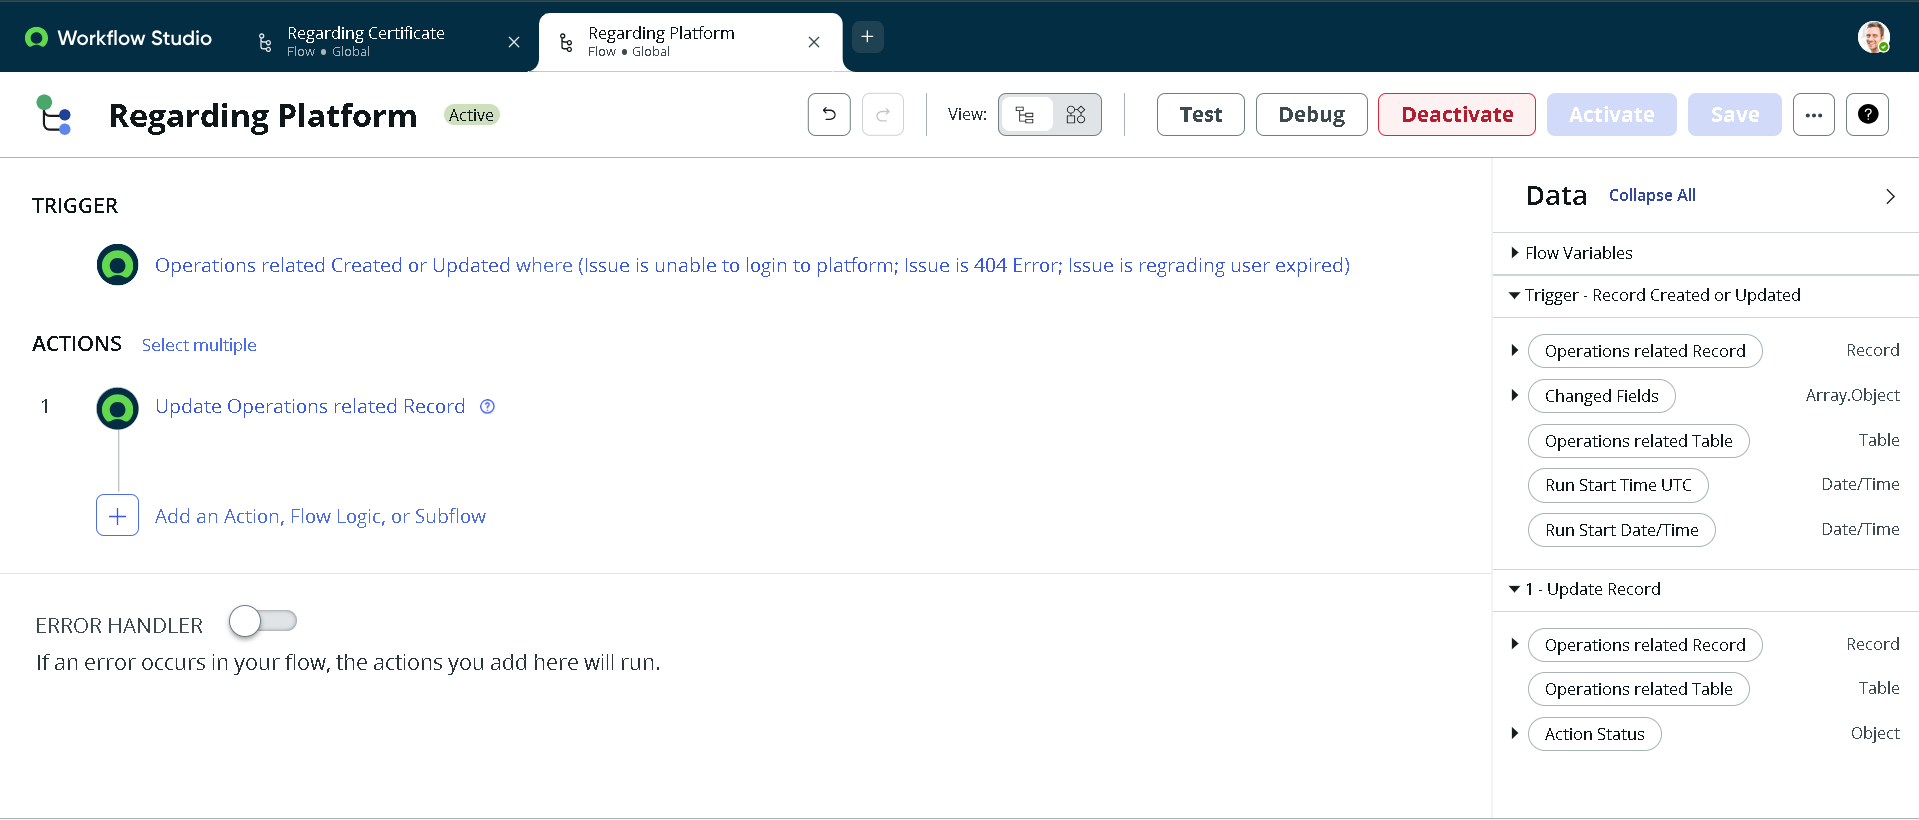 Workflow Studio
Regarding Certificate
Flow • Global
Regarding Platform
Flow • Global
Regarding Platform
Active
View:
Test
Debug
Deactivate
Activate
Save
TRIGGER
Operations related Created or Updated where (Issue is unable to login to platform; Issue is 404 Error; Issue is regrading user expired)
ACTIONS
Select multiple
1
Update Operations related Record
Add an Action, Flow Logic, or Subflow
ERROR HANDLER
If an error occurs in your flow, the actions you add here will run.
Data
Collapse All
Flow Variables
Trigger - Record Created or Updated
Operations related Record
Record
Changed Fields
Array.Object
Operations related Table
Table
Run Start Time UTC
Date/Time
Run Start Date/Time
Date/Time
1 - Update Record
Operations related Record
Record
Operations related Table
Table
Action Status
Object